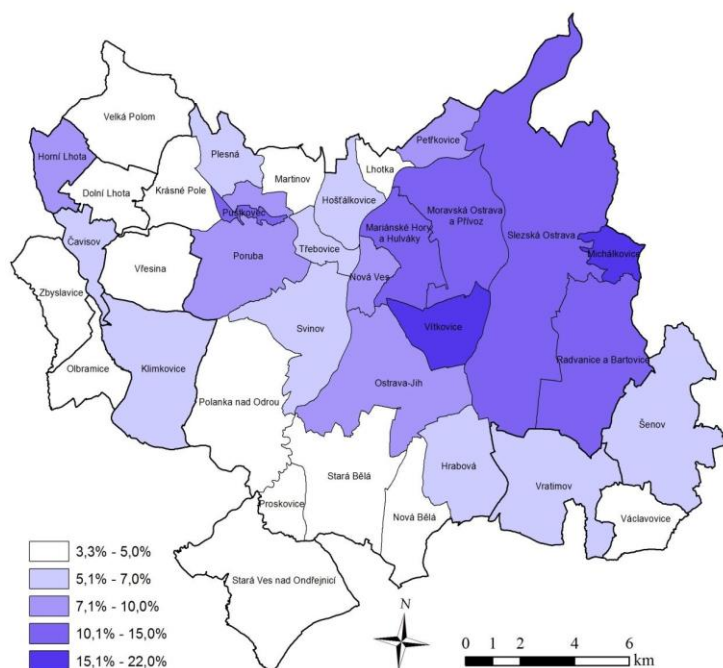 Velká Polom
Petřkovice
Horní Lhota
Plesná
Martinov
Lhotka
Dolní Lhota
Krásné Pole
Hošťálkovice
Pustkovec
Moravská Ostrava
a Přívoz
Mariánské Hory
a Hulváky
Slezská Ostrava
Čavisov
Třebovice
Michálkovice
Vřesina
Poruba
Nová Ves
Zbyslavice
Svinov
Vítkovice
Olbramice
Klimkovice
Radvanice a Bartovice
Polanka nad Odrou
Ostrava-Jih
Šenov
Stará Bělá
Hrabová
Vratimov
Proskovice
Nová Bělá
Václavovice
Stará Ves nad Ondřejnicí
3,3% - 5,0%
5,1% - 7,0%
7,1% - 10,0%
10,1% - 15,0%
15,1% - 22,0%
N
0 1 2 4 6
km